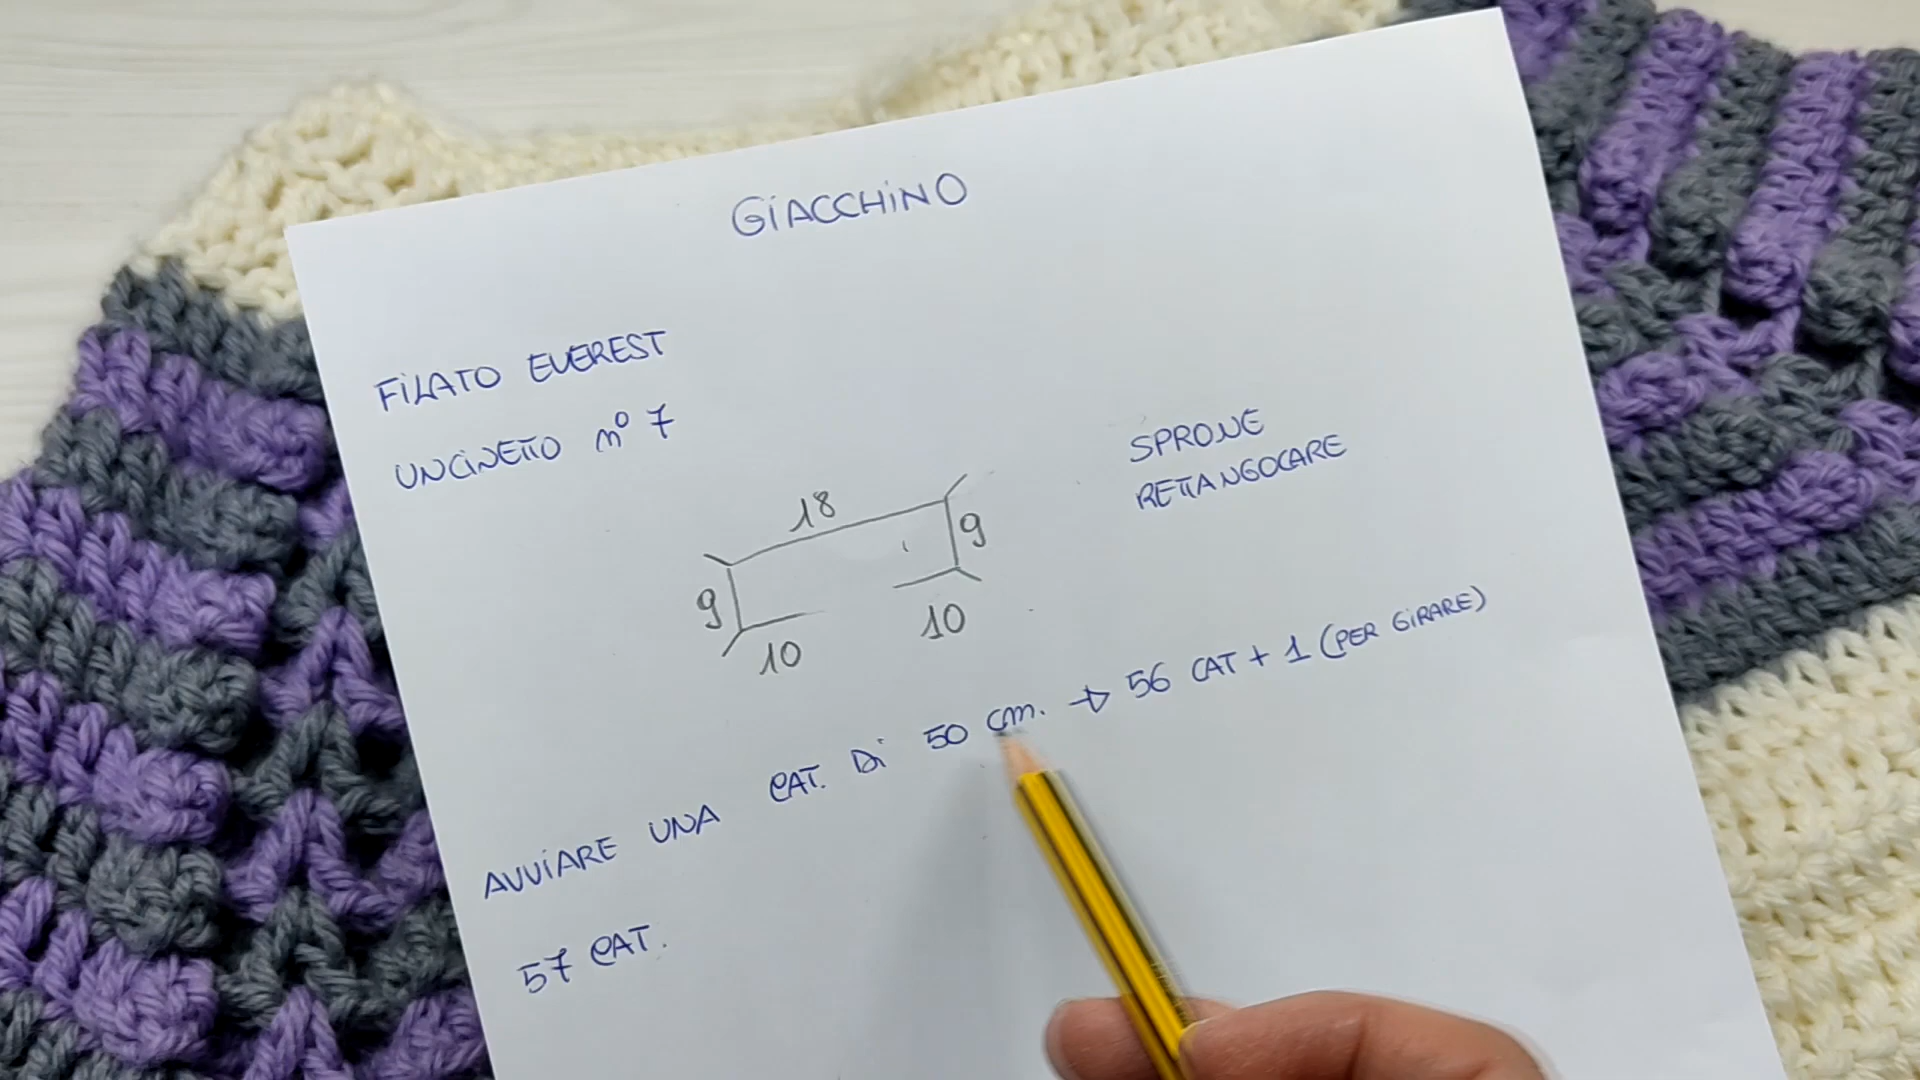 GIACCHINO
FILATO EVEREST
UNCINETTO nº 7
SPRONE
RETTANGOLARE
18
9
9
10
10
AVVIARE UNA CAT. Di 50 cm. → 56 CAT + 1 (PER GIRARE)
57 CAT.